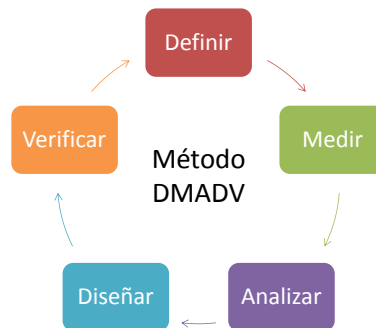 Definir
Medir
Analizar
Diseñar
Verificar
Método
DMADV